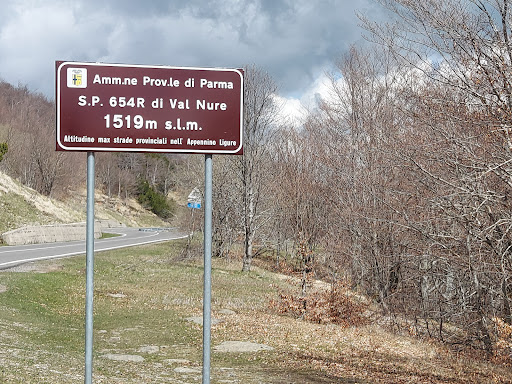 Amm.ne Prov.le di Parma
S.P. 654R di Val Nure
1519m s.l.m.
Altitudine max strade provinciali nell' Appennino Ligure